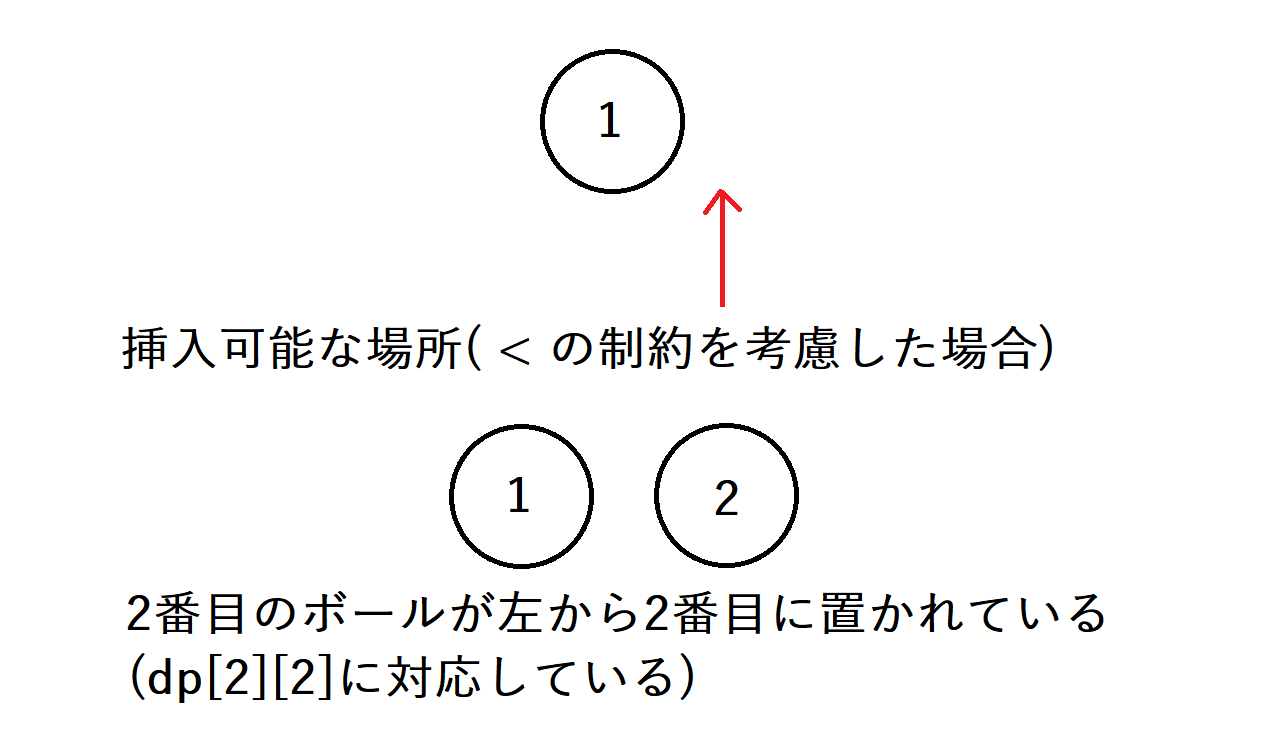 1
挿入可能な場所( < の制約を考慮した場合)
1 2
2番目のボールが左から2番目に置かれている
(dp[2][2]に対応している)